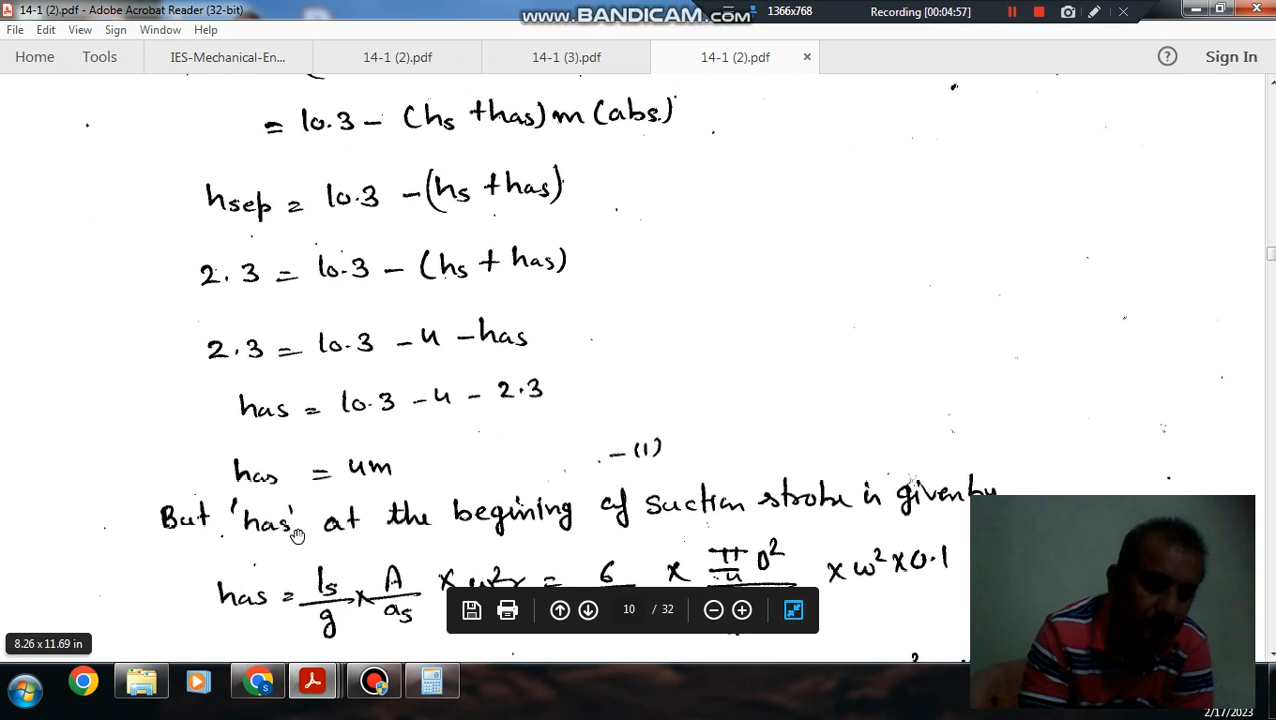 14-1 (2).pdf - Adobe Acrobat Reader (32-bit)
www.BANDICAM.com
1366x768
Recording [00:04:57]
File Edit View Sign Window Help
Home Tools IES-Mechanical-En... 14-1 (2).pdf 14-1 (3).pdf 14-1 (2).pdf × Sign In
= 10.3 - (hs + has) m (abs.)
hsep = 10.3 - (hs + has)
2.3 = 10.3 - (hs + has)
2.3 = 10.3 - 4 - has
has = 10.3 - 4 - 2.3
has = 4m - (1)
But 'has' at the begining of suction stroke is given by
has = ls/g × A/as × ω²r = 6 × π/4 D² × ω² × 0.1
10 / 32
8.26 x 11.69 in
2/17/2023